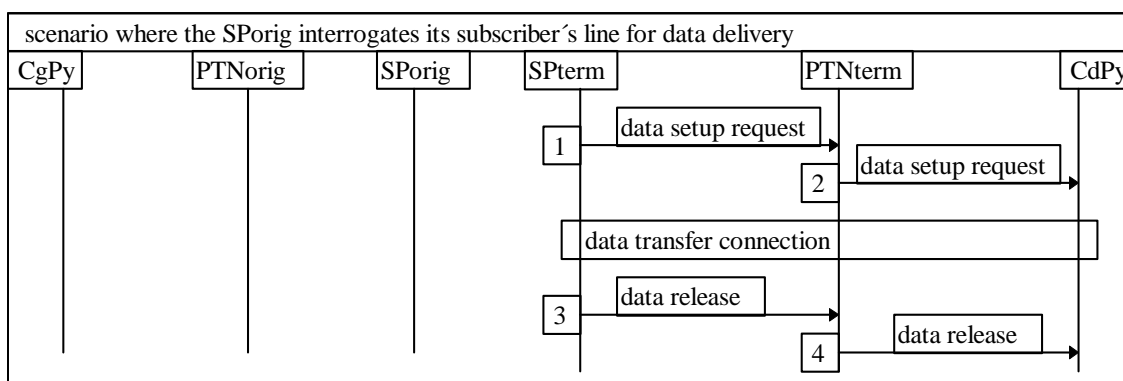 scenario where the SPorig interrogates its subscriber´s line for data delivery
CgPy PTNorig SPorig SPterm PTNterm CdPy
1 data setup request
2 data setup request
data transfer connection
3 data release
4 data release